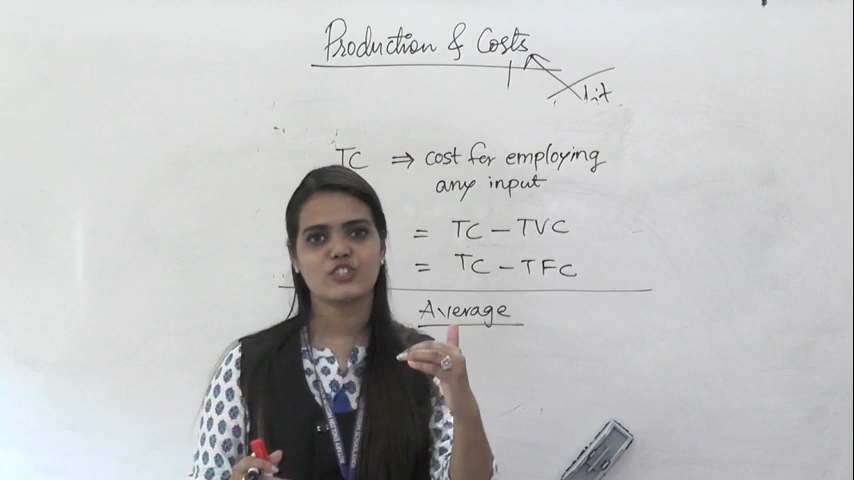 Production & Costs
TC ⇒ cost for employing
any input
= TC - TVC
= TC - TFC
Average